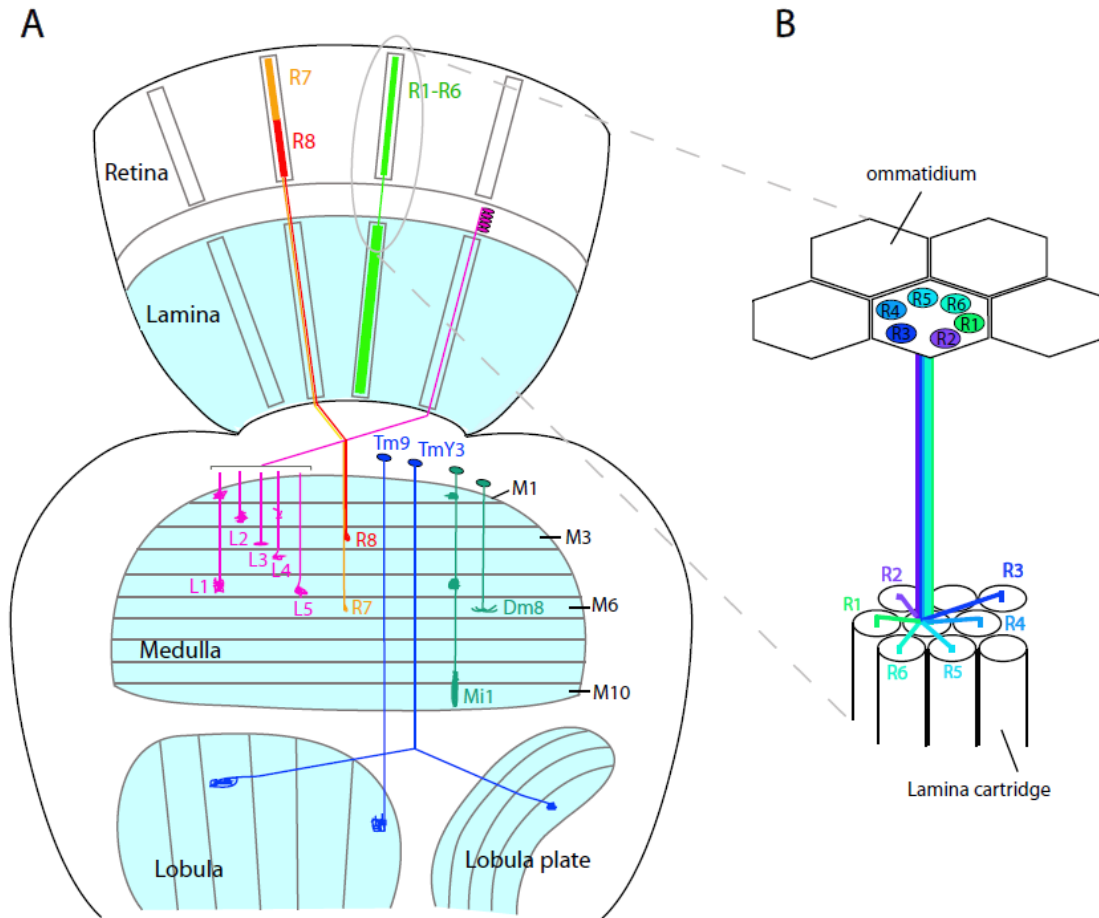 A
R7
R1-R6
R8
Retina
Lamina
Tm9
TmY3
M1
L2
L3
R8
M3
L4
L1
L5
R7
Dm8
M6
Medulla
Mi1
M10
Lobula
Lobula plate
B
ommatidium
R5
R6
R4
R1
R3
R2
R2
R3
R1
R4
R6
R5
Lamina cartridge